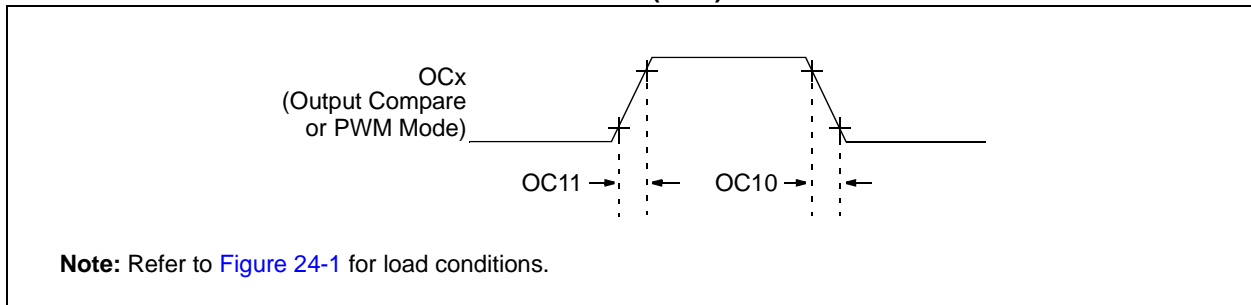 OCx
(Output Compare
or PWM Mode)
OC11
OC10
Note: Refer to Figure 24-1 for load conditions.